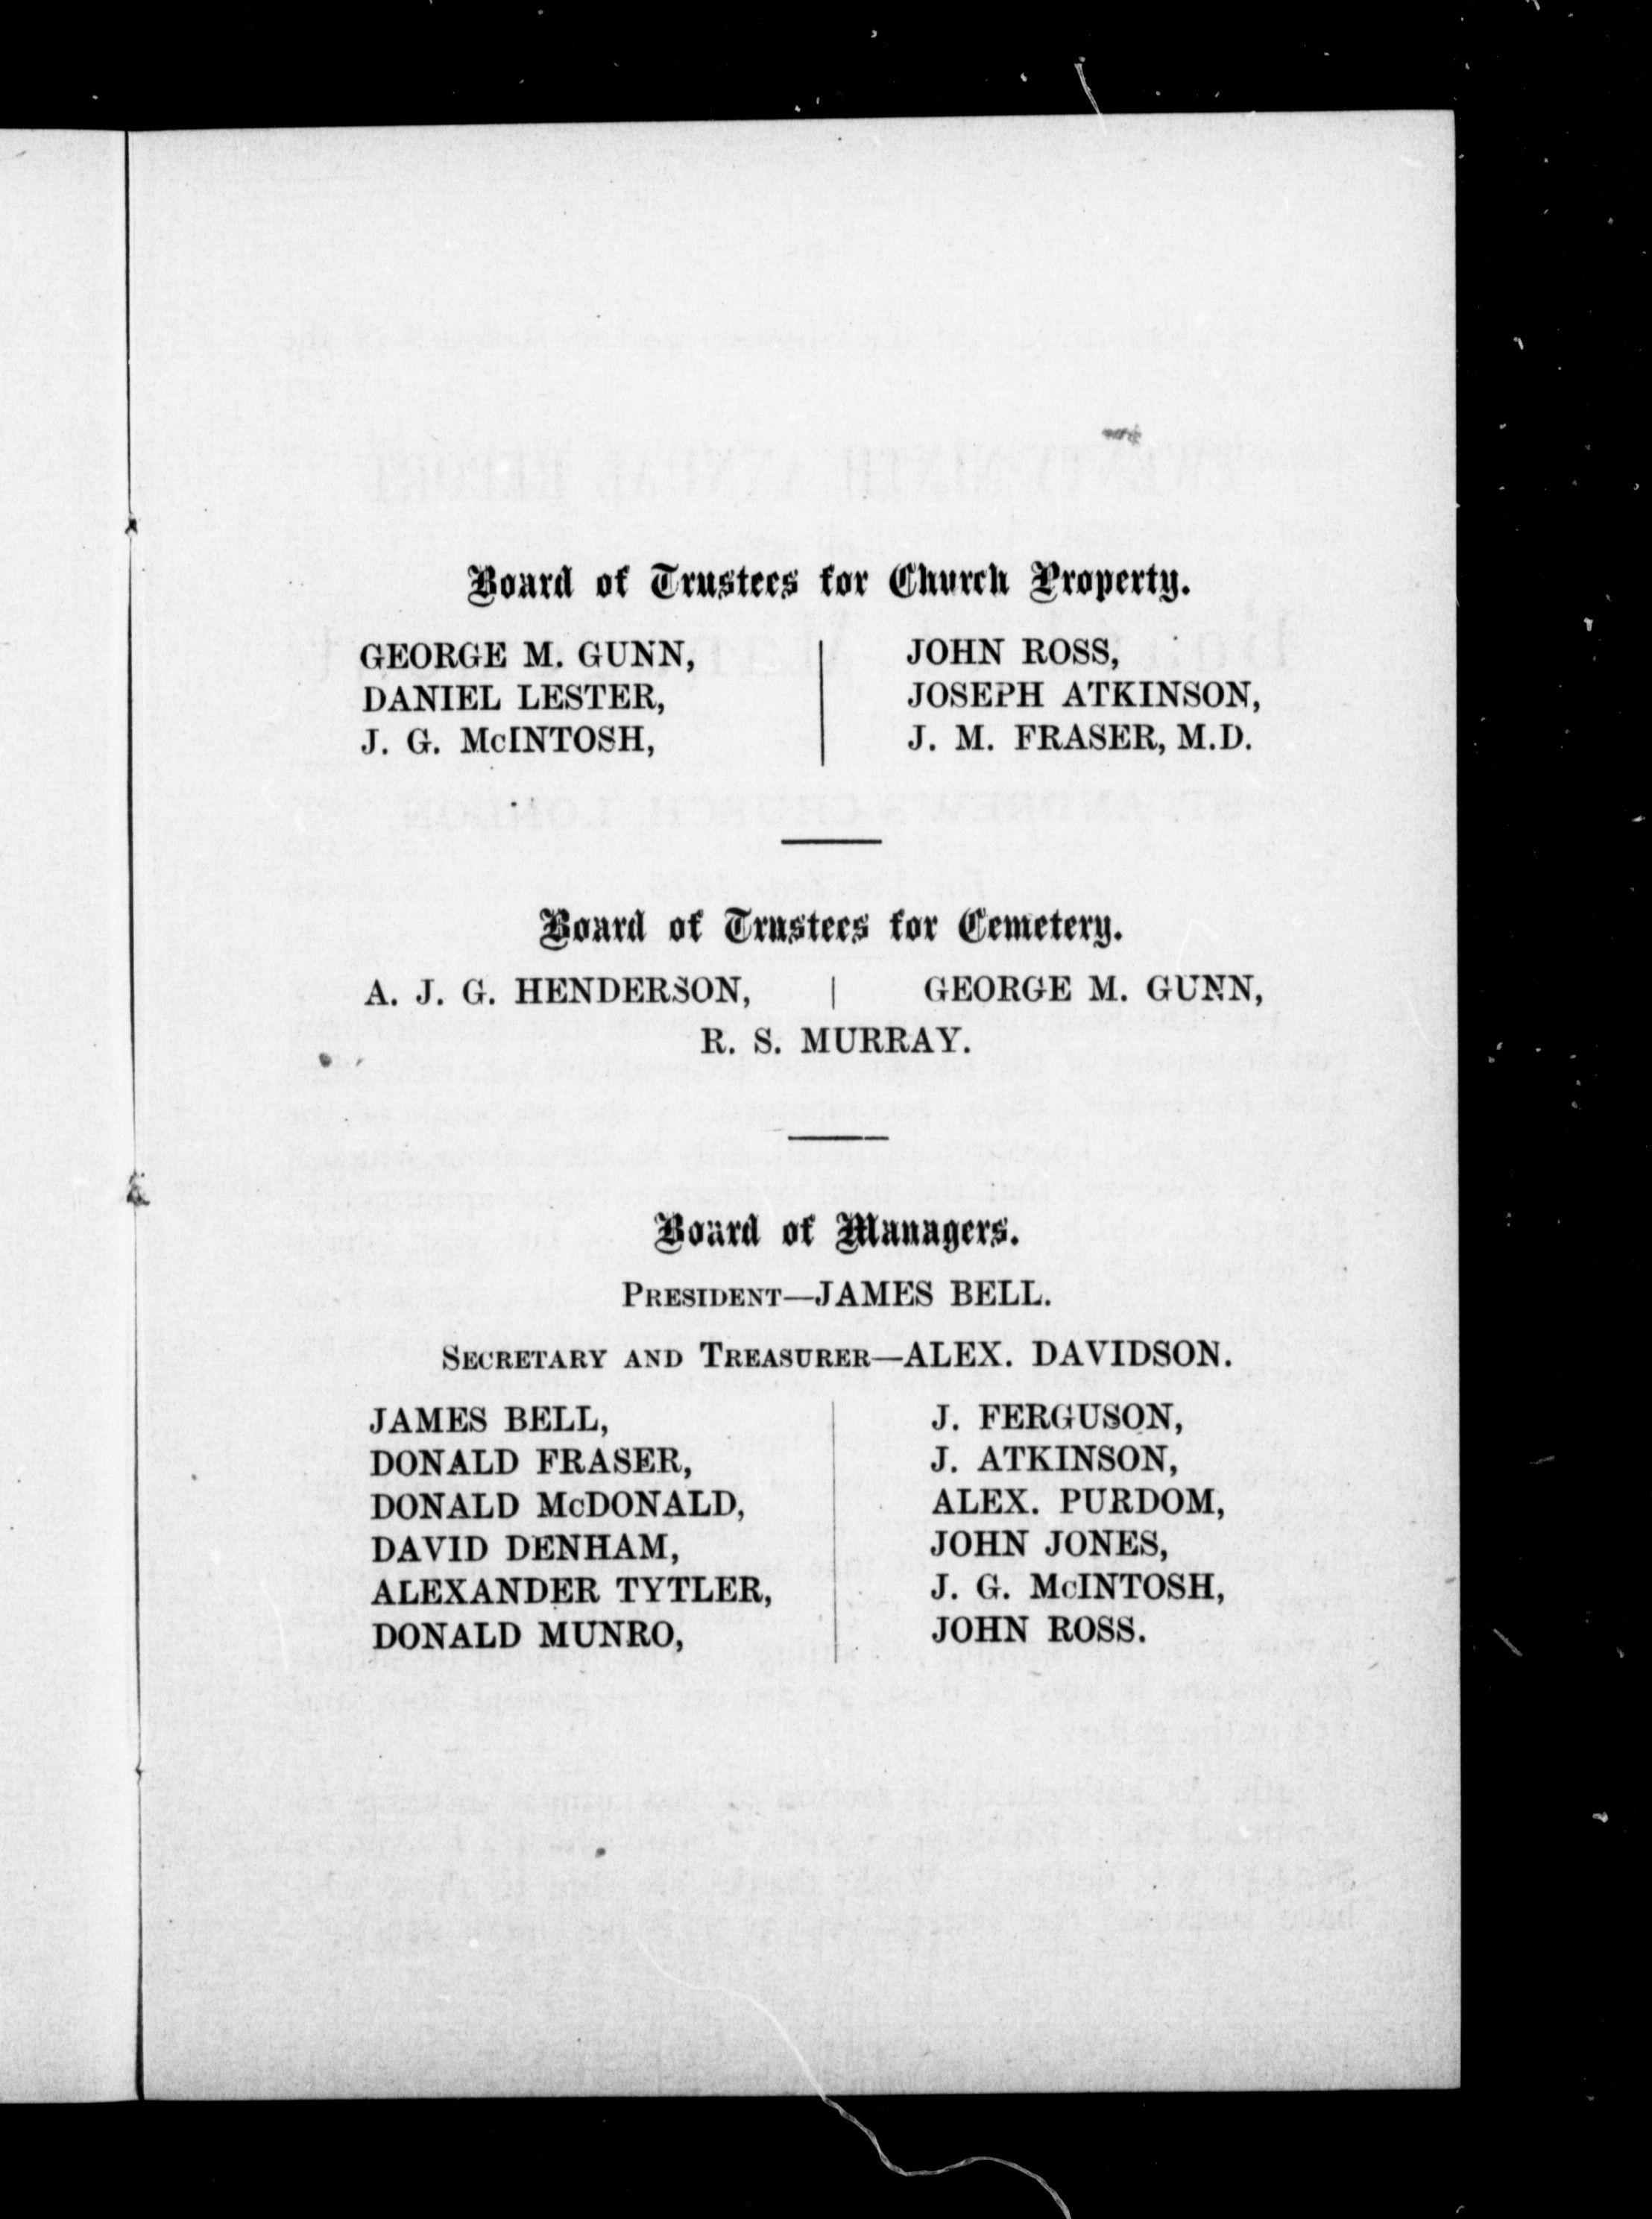 Board of Trustees for Church Property.
GEORGE M. GUNN,
DANIEL LESTER,
J. G. McINTOSH,
JOHN ROSS,
JOSEPH ATKINSON,
J. M. FRASER, M.D.
Board of Trustees for Cemetery.
A. J. G. HENDERSON, | GEORGE M. GUNN,
R. S. MURRAY.
Board of Managers.
PRESIDENT—JAMES BELL.
SECRETARY AND TREASURER—ALEX. DAVIDSON.
JAMES BELL,
DONALD FRASER,
DONALD McDONALD,
DAVID DENHAM,
ALEXANDER TYTLER,
DONALD MUNRO,
J. FERGUSON,
J. ATKINSON,
ALEX. PURDOM,
JOHN JONES,
J. G. McINTOSH,
JOHN ROSS.